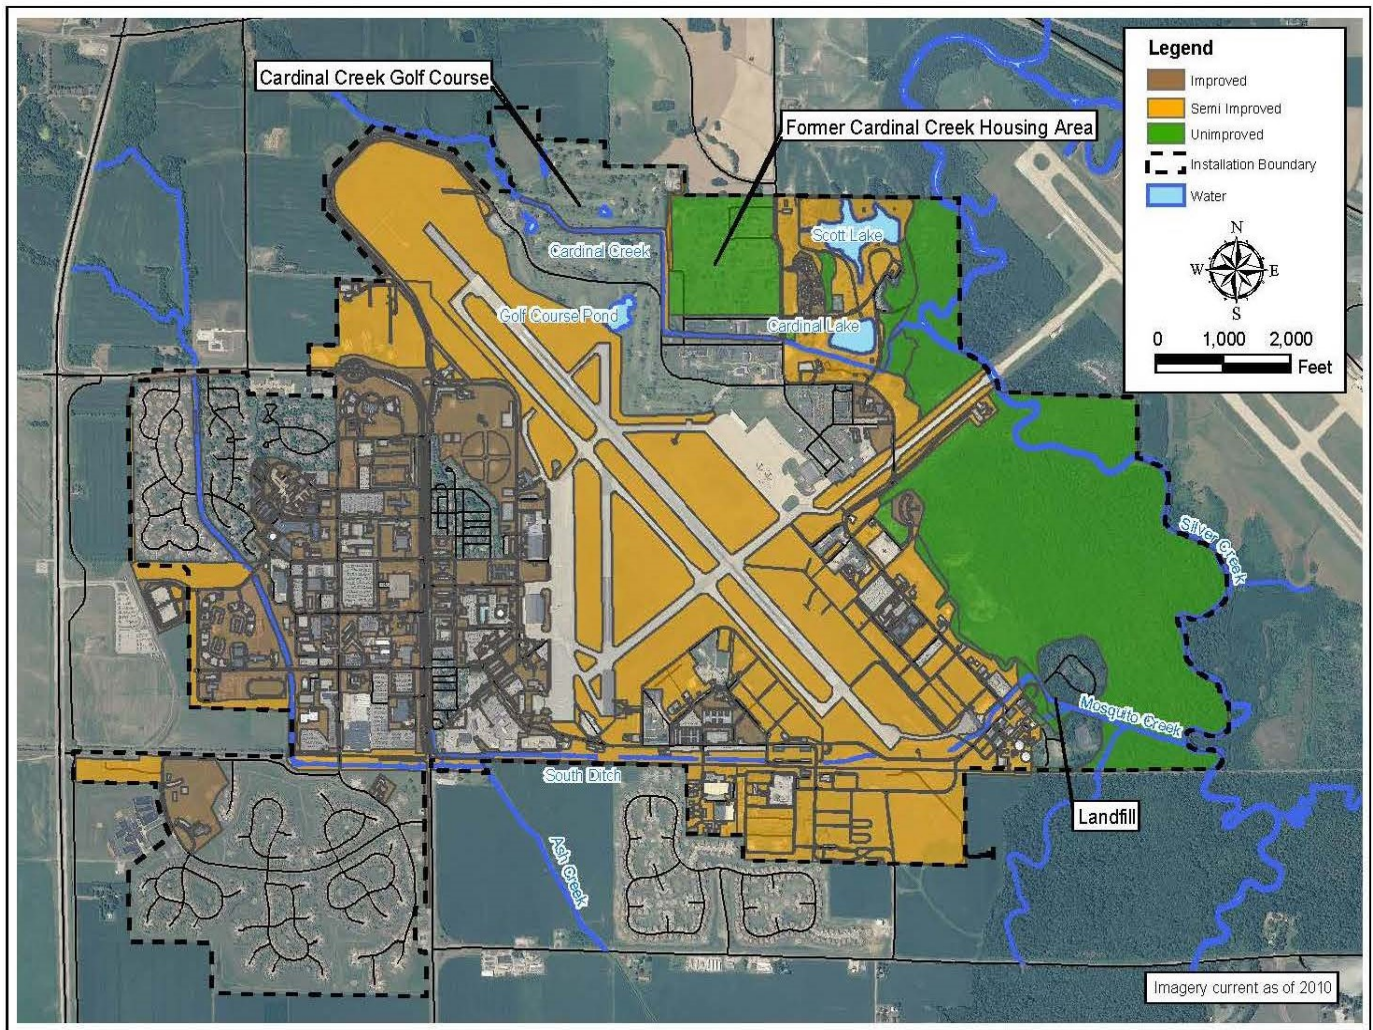 Cardinal Creek Golf Course
Former Cardinal Creek Housing Area
Legend
Improved
Semi Improved
Unimproved
Installation Boundary
Water
N
W
E
S
0 1,000 2,000
Feet
Scott Lake
Cardinal Creek
Golf Course Pond
Cardinal Lake
Silver Creek
Mosquito Creek
South Ditch
Landfill
Ash Creek
Imagery current as of 2010